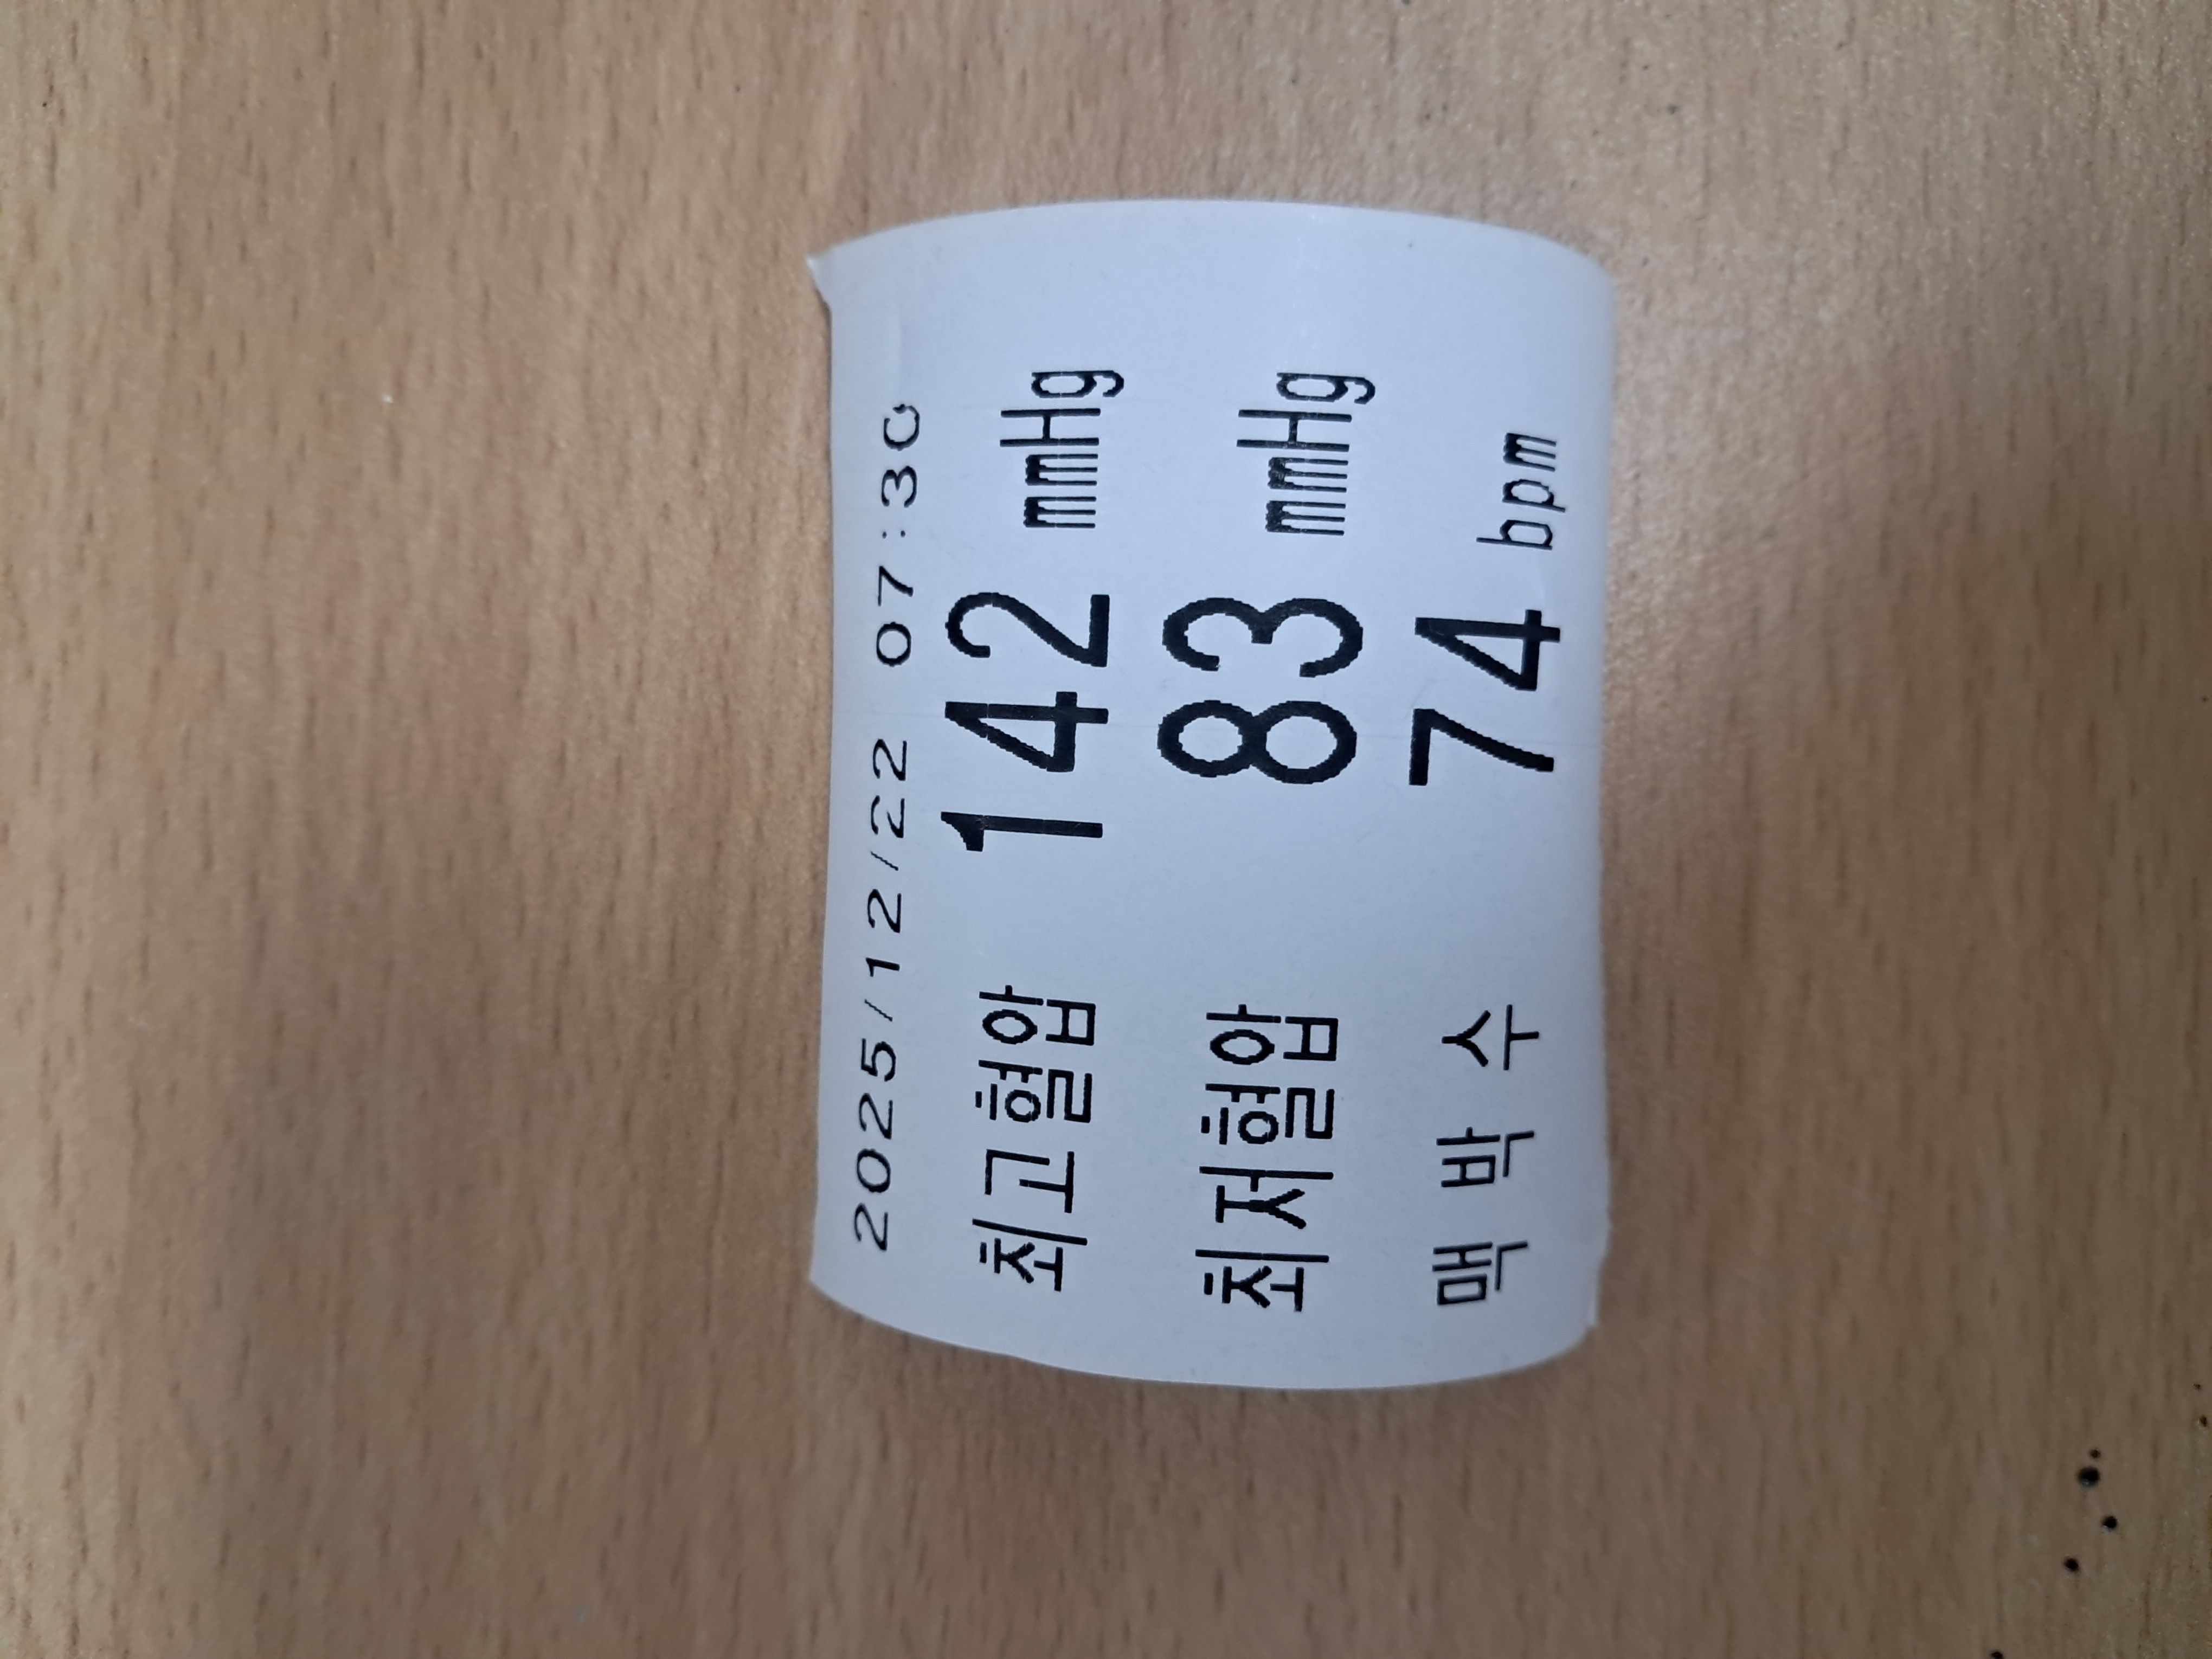 2025/12/22 07:30
최고혈압 142 mmHg
최저혈압 83 mmHg
맥 박 수 74 bpm